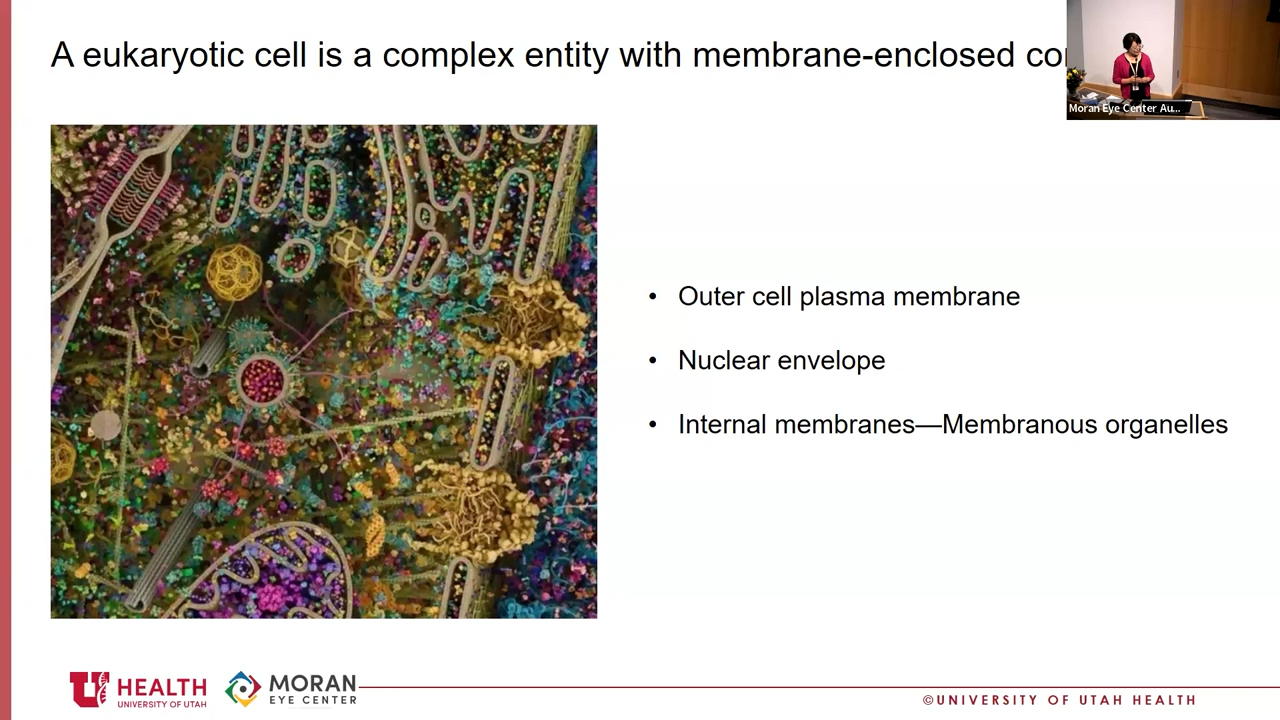 A eukaryotic cell is a complex entity with membrane-enclosed co
Moran Eye Center Au...
• Outer cell plasma membrane
• Nuclear envelope
• Internal membranes—Membranous organelles
U HEALTH
UNIVERSITY OF UTAH
MORAN
EYE CENTER
©UNIVERSITY OF UTAH HEALTH